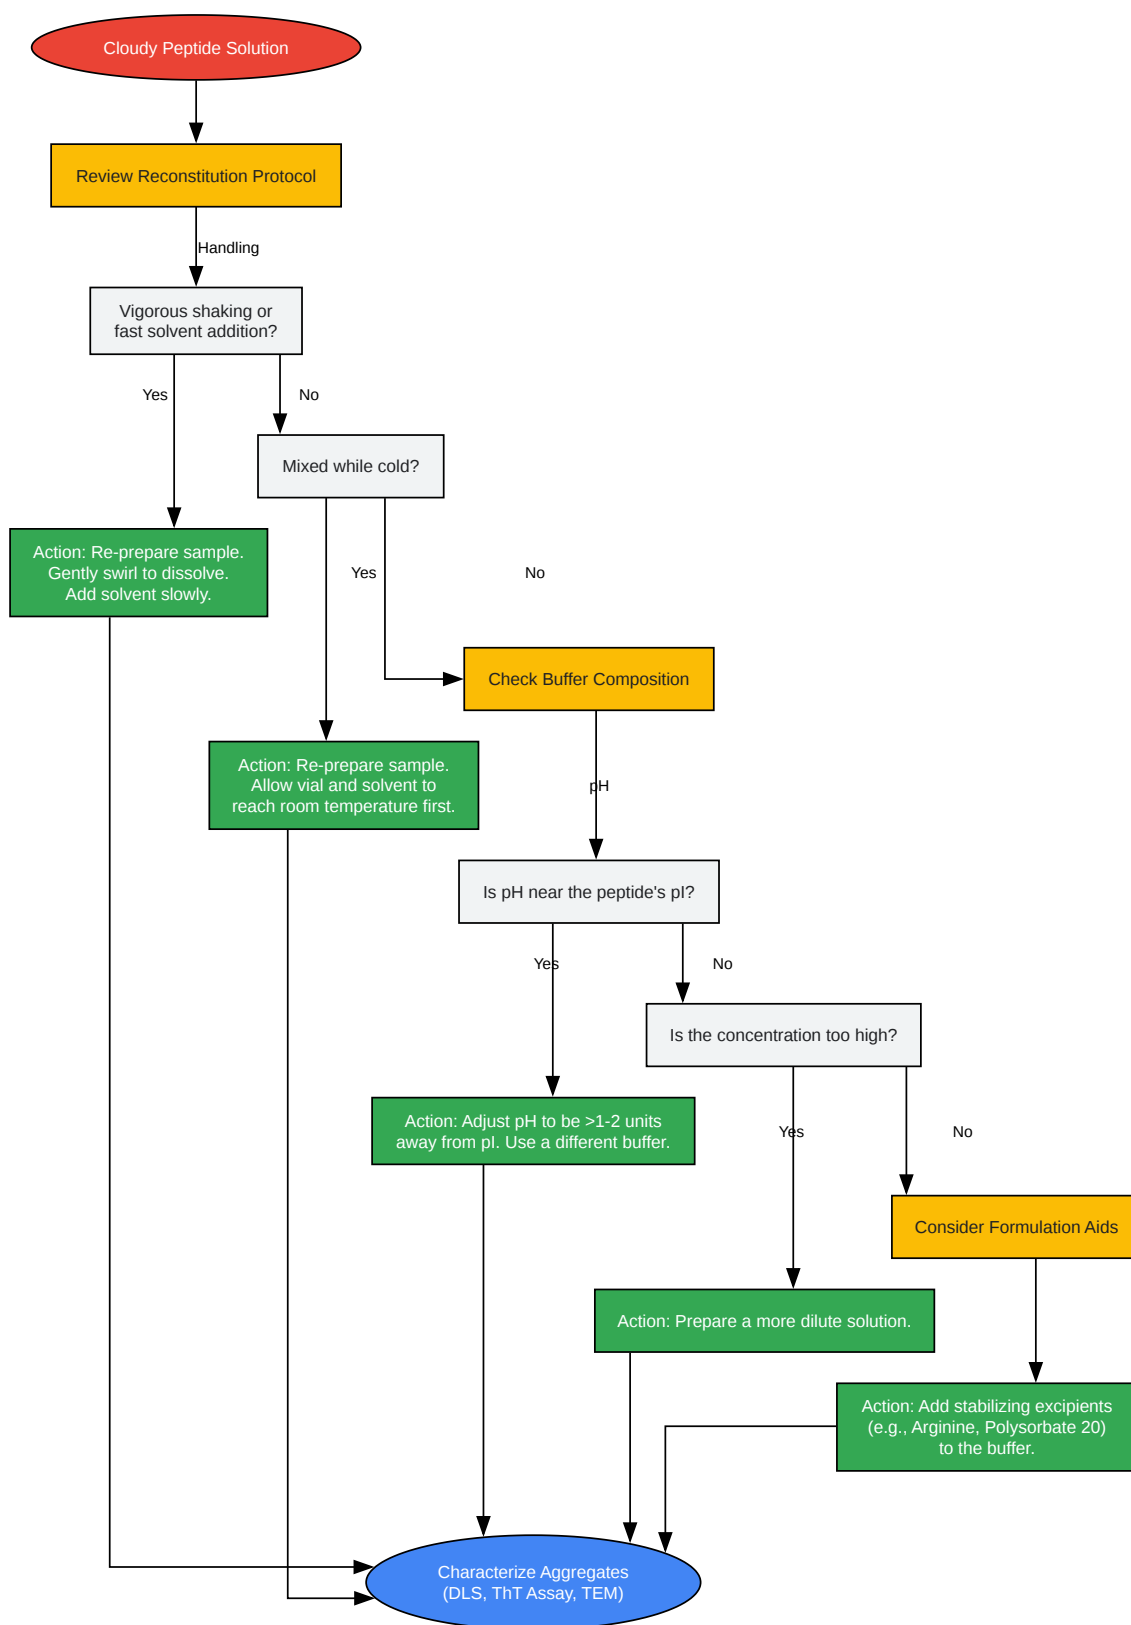 Cloudy Peptide Solution
Review Reconstitution Protocol
Handling
Vigorous shaking or
fast solvent addition?
Yes
No
Mixed while cold?
Action: Re-prepare sample.
Gently swirl to dissolve.
Add solvent slowly.
Yes
No
Check Buffer Composition
Action: Re-prepare sample.
Allow vial and solvent to
reach room temperature first.
pH
Is pH near the peptide's pI?
Yes
No
Is the concentration too high?
Action: Adjust pH to be >1-2 units
away from pI. Use a different buffer.
Yes
No
Consider Formulation Aids
Action: Prepare a more dilute solution.
Action: Add stabilizing excipients
(e.g., Arginine, Polysorbate 20)
to the buffer.
Characterize Aggregates
(DLS, ThT Assay, TEM)